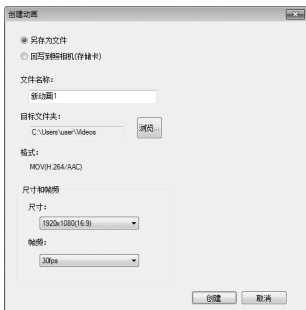 创建动画
另存为文件
回写到照相机(存储卡)
文件名称：
新动画1
目标文件夹：
C:\Users\user\Videos
浏览...
格式：
MOV(H.264/AAC)
尺寸和帧频
尺寸：
1920x1080(16:9)
帧频：
30fps
创建
取消